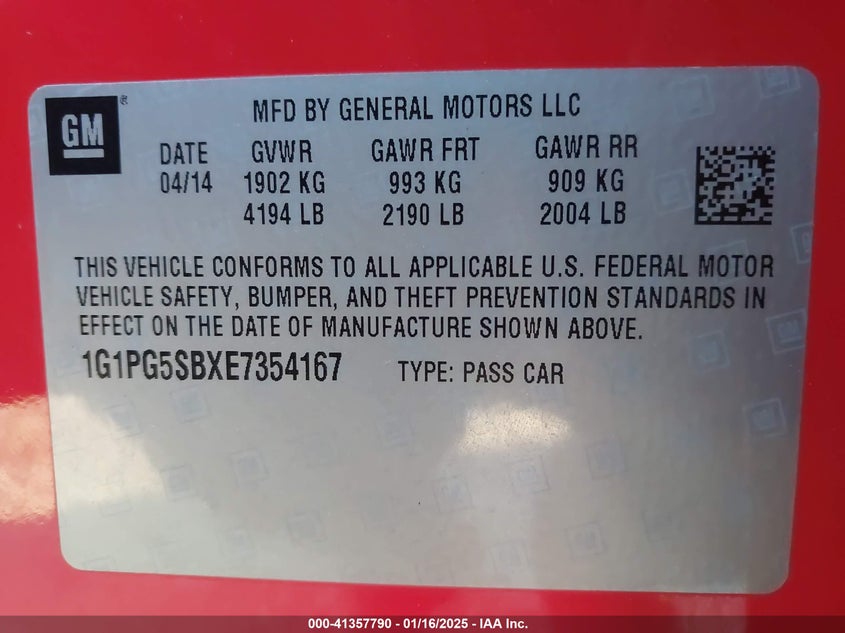 GM ®
MFD BY GENERAL MOTORS LLC
DATE GVWR GAWR FRT GAWR RR
04/14 1902 KG 993 KG 909 KG
4194 LB 2190 LB 2004 LB
THIS VEHICLE CONFORMS TO ALL APPLICABLE U.S. FEDERAL MOTOR
VEHICLE SAFETY, BUMPER, AND THEFT PREVENTION STANDARDS IN
EFFECT ON THE DATE OF MANUFACTURE SHOWN ABOVE.
1G1PG5SBXE7354167 TYPE: PASS CAR
000-41357790 - 01/16/2025 - IAA Inc.